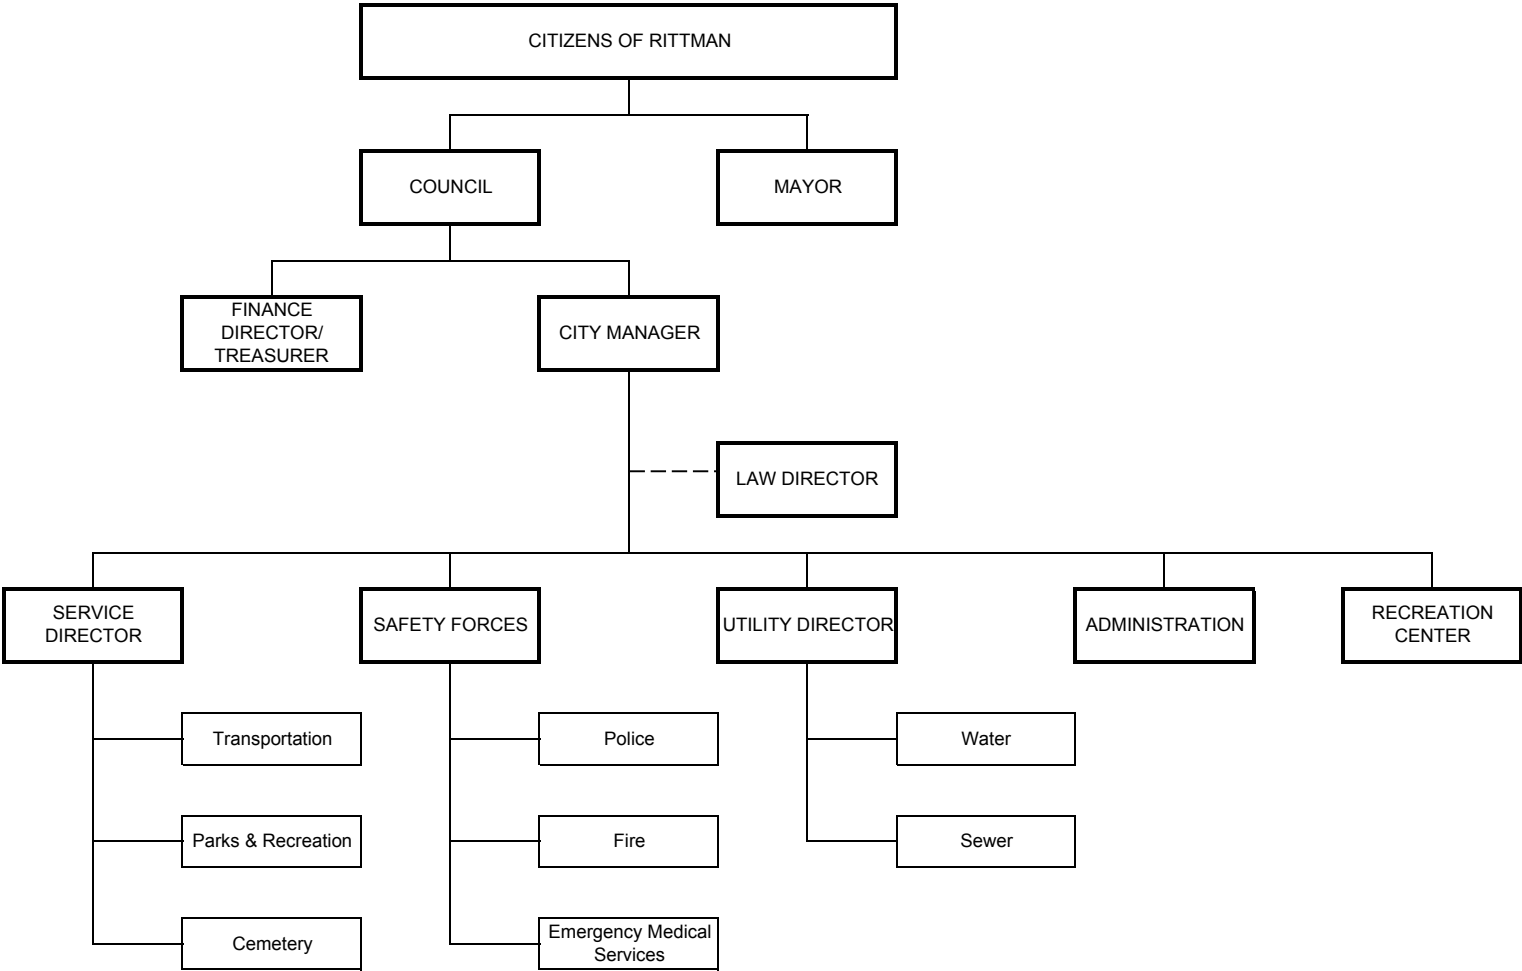 CITIZENS OF RITTMAN
COUNCIL
MAYOR
FINANCE
DIRECTOR/
TREASURER
CITY MANAGER
LAW DIRECTOR
SERVICE
DIRECTOR
SAFETY FORCES
UTILITY DIRECTOR
ADMINISTRATION
RECREATION
CENTER
Transportation
Police
Water
Parks & Recreation
Fire
Sewer
Cemetery
Emergency Medical
Services